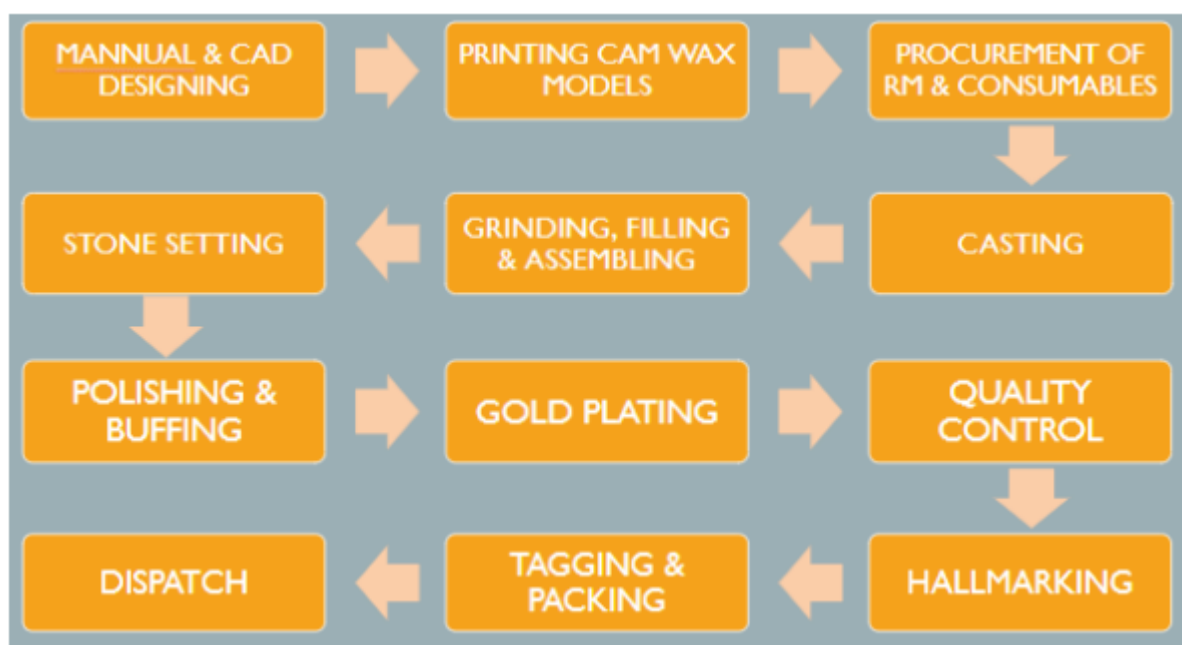 MANNUAL & CAD
DESIGNING
PRINTING CAM WAX
MODELS
PROCUREMENT OF
RM & CONSUMABLES
CASTING
GRINDING, FILLING
& ASSEMBLING
STONE SETTING
POLISHING &
BUFFING
GOLD PLATING
QUALITY
CONTROL
HALLMARKING
TAGGING &
PACKING
DISPATCH